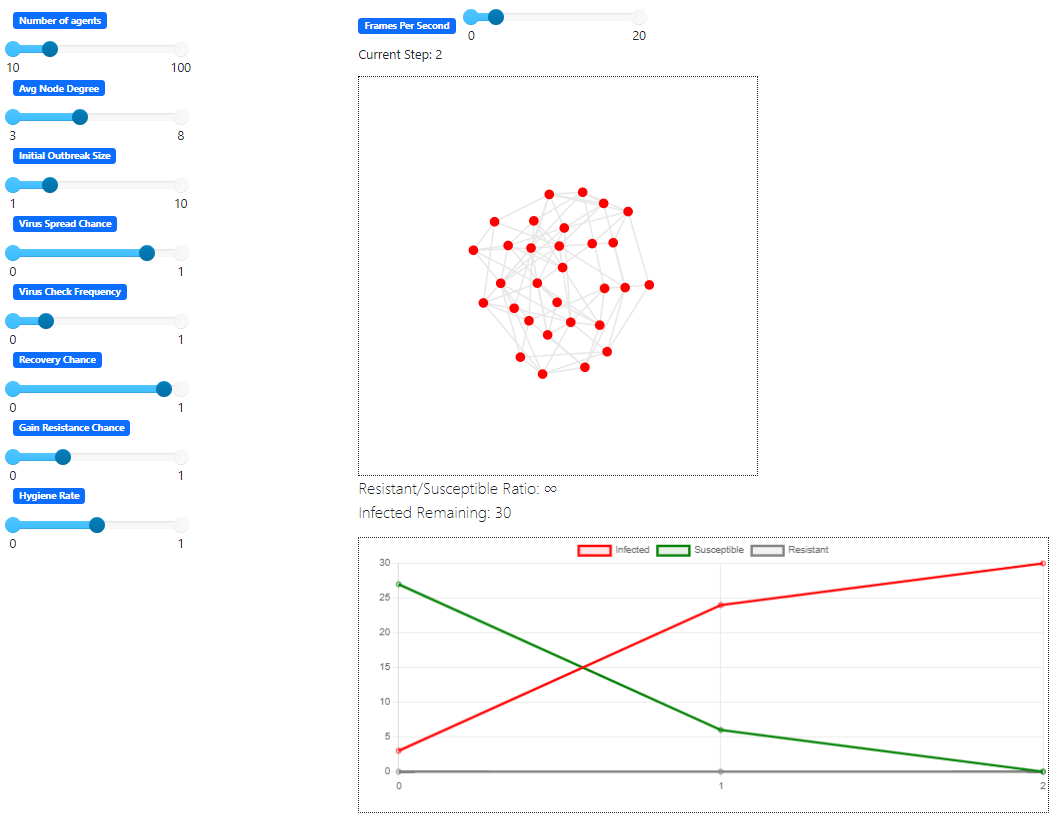 Number of agents
10 100
Avg Node Degree
3 8
Initial Outbreak Size
1 10
Virus Spread Chance
0 1
Virus Check Frequency
0 1
Recovery Chance
0 1
Gain Resistance Chance
0 1
Hygiene Rate
0 1
Frames Per Second
0 20
Current Step: 2
Resistant/Susceptible Ratio: ∞
Infected Remaining: 30
Infected Susceptible Resistant
30
25
20
15
10
5
0
0 1 2